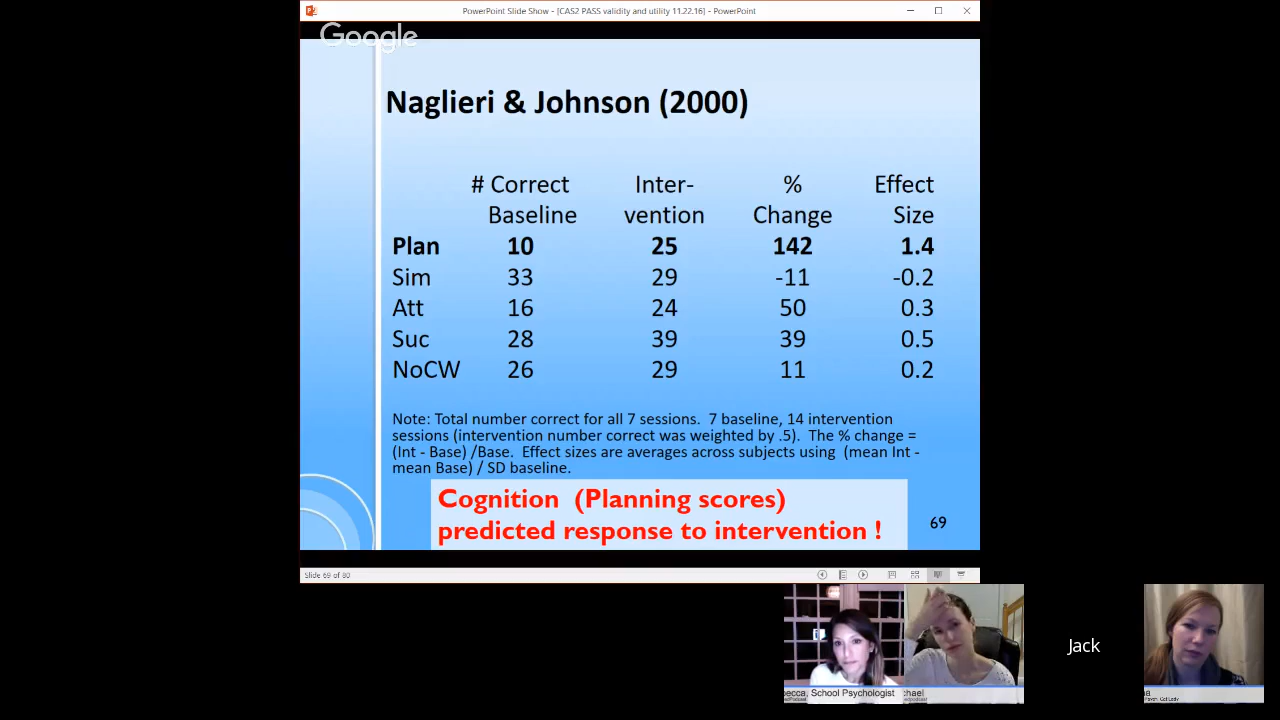 PowerPoint Slide Show - [CAS2 PASS validity and utility 11.22.16] - PowerPoint
Google
Naglieri & Johnson (2000)
# Correct Inter- % Effect
Baseline vention Change Size
Plan 10 25 142 1.4
Sim 33 29 -11 -0.2
Att 16 24 50 0.3
Suc 28 39 39 0.5
NoCW 26 29 11 0.2
Note: Total number correct for all 7 sessions. 7 baseline, 14 intervention
sessions (intervention number correct was weighted by .5). The % change =
(Int - Base) /Base. Effect sizes are averages across subjects using (mean Int -
mean Base) / SD baseline.
Cognition (Planning scores)
predicted response to intervention !
69
Slide 69 of 80
Jack
becca, School Psychologist